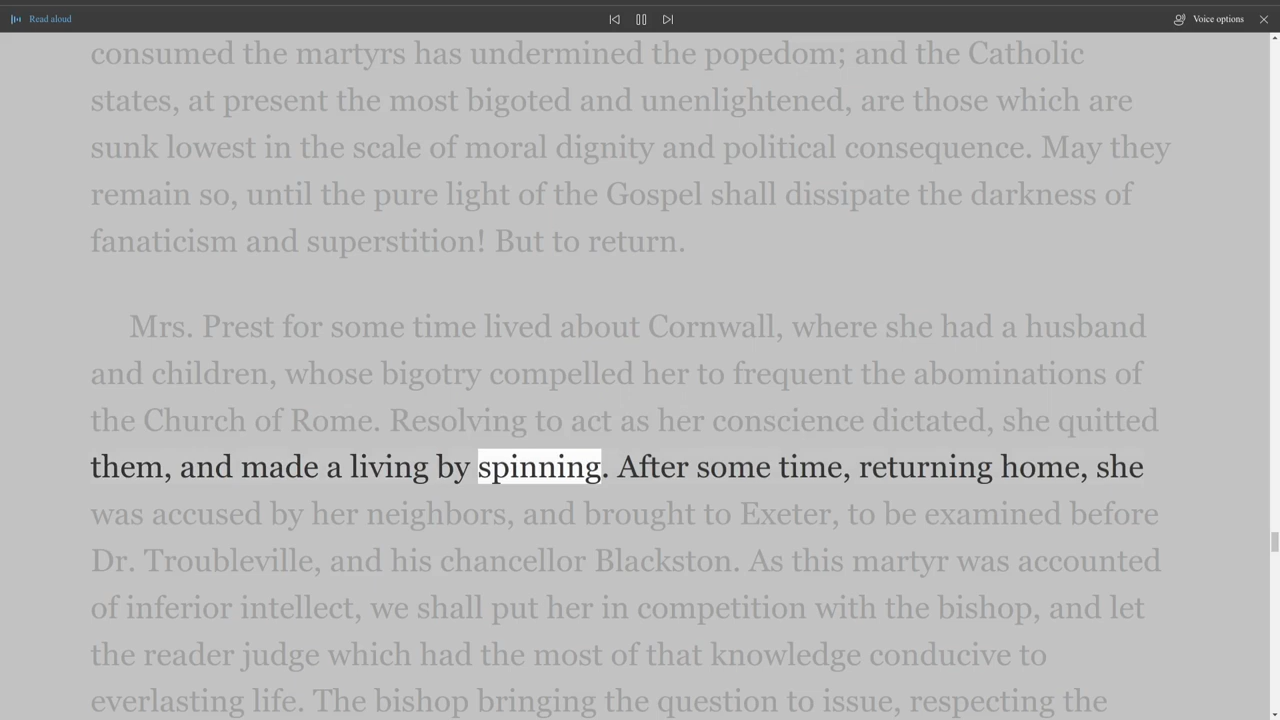 Read aloud
Voice options
consumed the martyrs has undermined the popedom; and the Catholic
states, at present the most bigoted and unenlightened, are those which are
sunk lowest in the scale of moral dignity and political consequence. May they
remain so, until the pure light of the Gospel shall dissipate the darkness of
fanaticism and superstition! But to return.
Mrs. Prest for some time lived about Cornwall, where she had a husband
and children, whose bigotry compelled her to frequent the abominations of
the Church of Rome. Resolving to act as her conscience dictated, she quitted
them, and made a living by spinning. After some time, returning home, she
was accused by her neighbors, and brought to Exeter, to be examined before
Dr. Troubleville, and his chancellor Blackston. As this martyr was accounted
of inferior intellect, we shall put her in competition with the bishop, and let
the reader judge which had the most of that knowledge conducive to
everlasting life. The bishop bringing the question to issue, respecting the